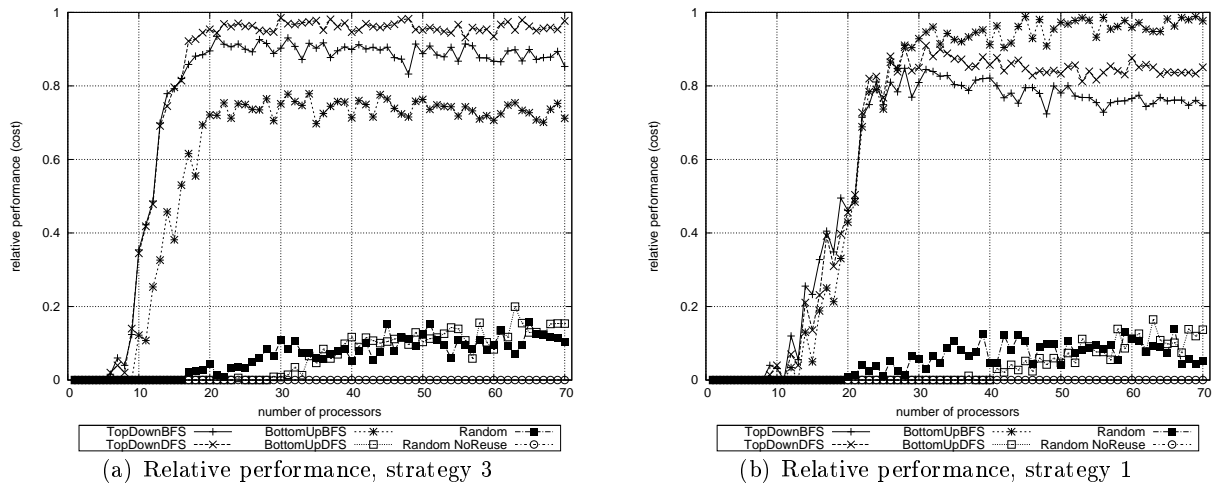 1
0.8
0.6
0.4
0.2
0
relative performance (cost)
0 10 20 30 40 50 60 70
number of processors
TopDownBFS BottomUpBFS Random
TopDownDFS BottomUpDFS Random NoReuse
(a) Relative performance, strategy 3
1
0.8
0.6
0.4
0.2
0
relative performance (cost)
0 10 20 30 40 50 60 70
number of processors
TopDownBFS BottomUpBFS Random
TopDownDFS BottomUpDFS Random NoReuse
(b) Relative performance, strategy 1